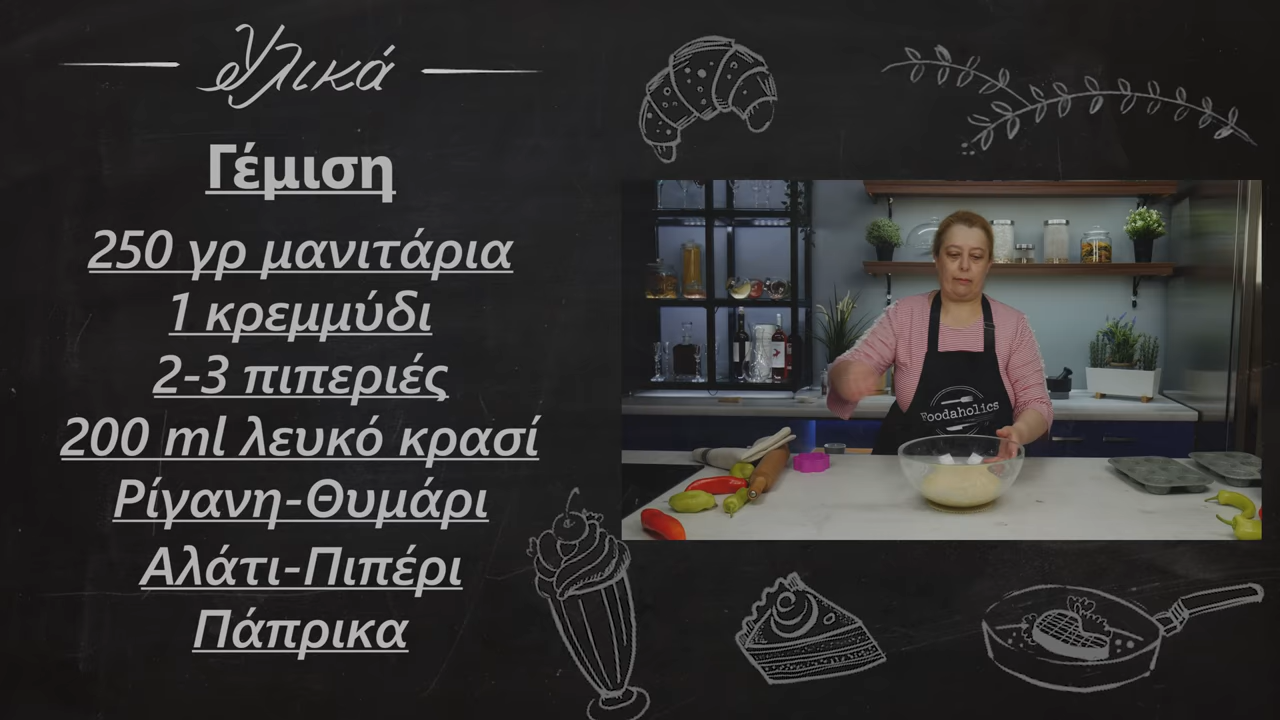 Υλικά
Γέμιση
250 γρ μανιτάρια
1 κρεμμύδι
2-3 πιπεριές
200 ml λευκό κρασί
Ρίγανη-Θυμάρι
Αλάτι-Πιπέρι
Πάπρικα
Foodaholics